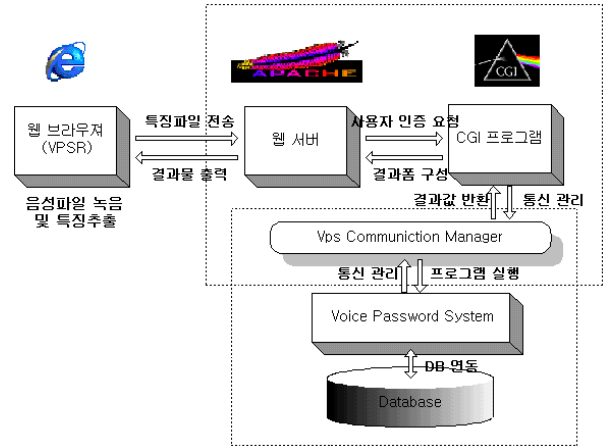 APACHE
CGI
웹 브라우져
(VPSR)
특징파일 전송
결과물 출력
웹 서버
사용자 인증 요청
결과폼 구성
CGI 프로그램
음성파일 녹음
및 특징추출
결과값 반환
통신 관리
Vps Communiction Manager
통신 관리
프로그램 실행
Voice Password System
DB 연동
Database